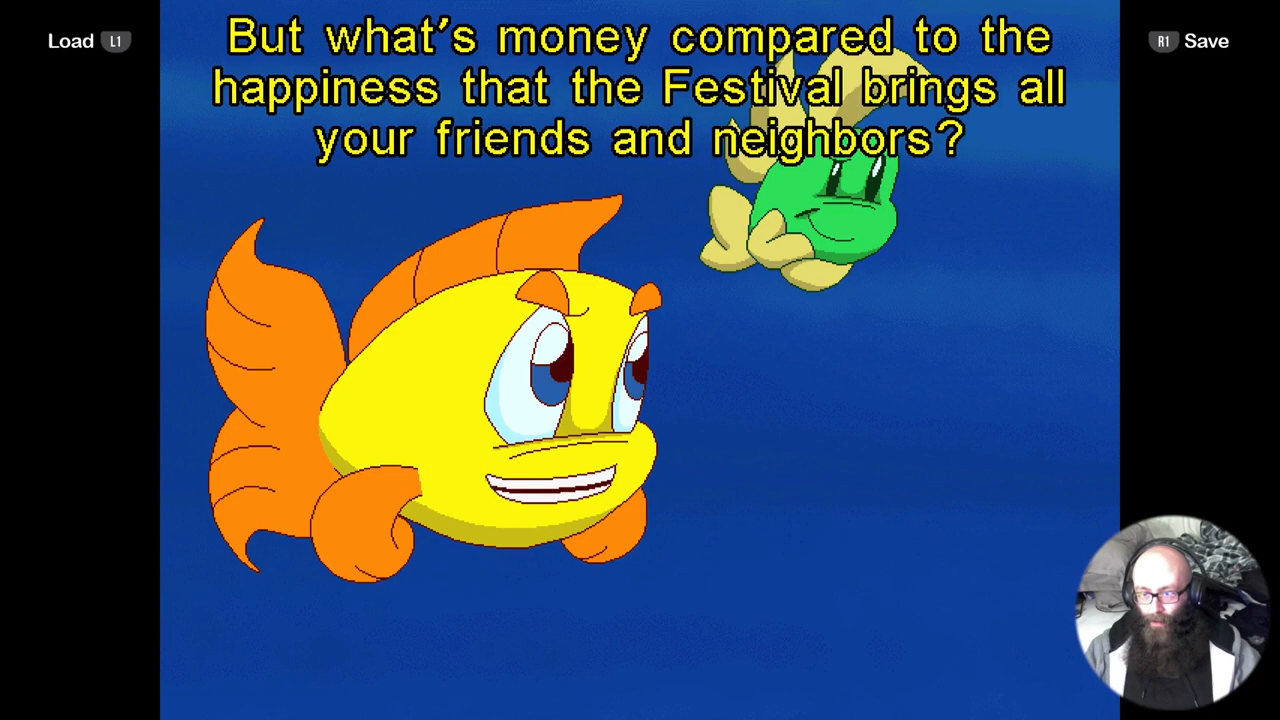 Load L1
R1 Save
But what's money compared to the
happiness that the Festival brings all
your friends and neighbors?